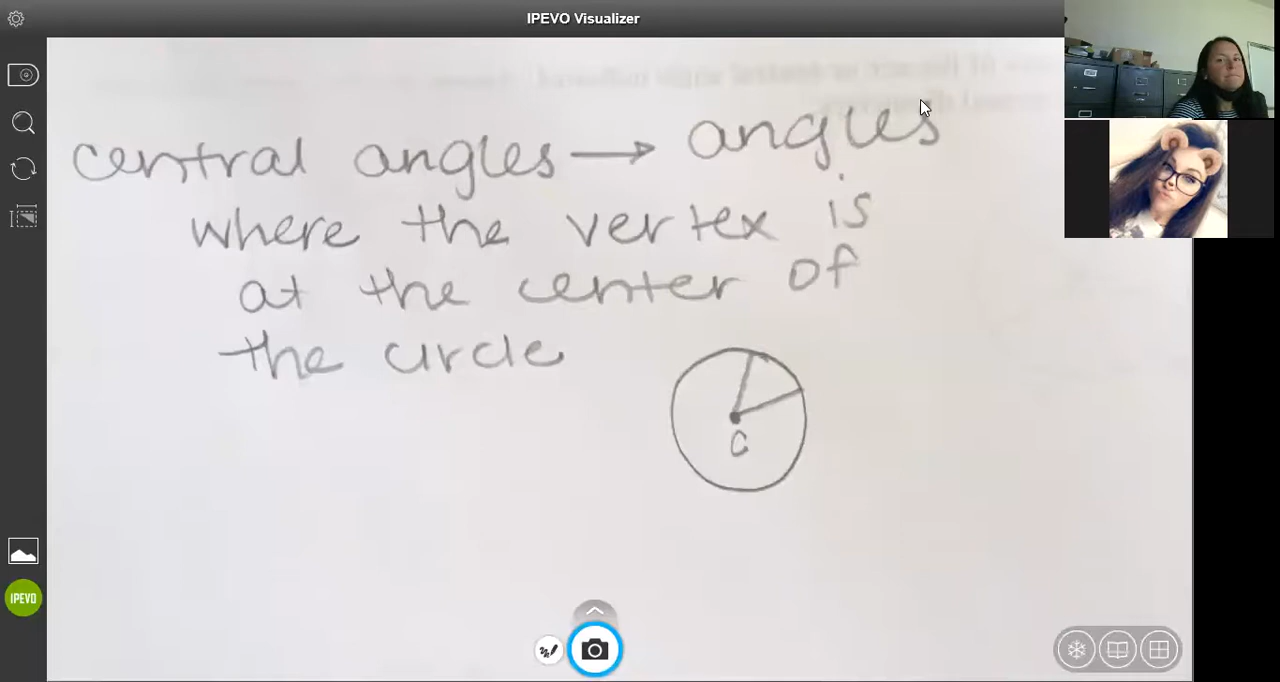 IPEVO Visualizer
central angles → angles
where the vertex is
at the center of
the circle
C
IPEVO